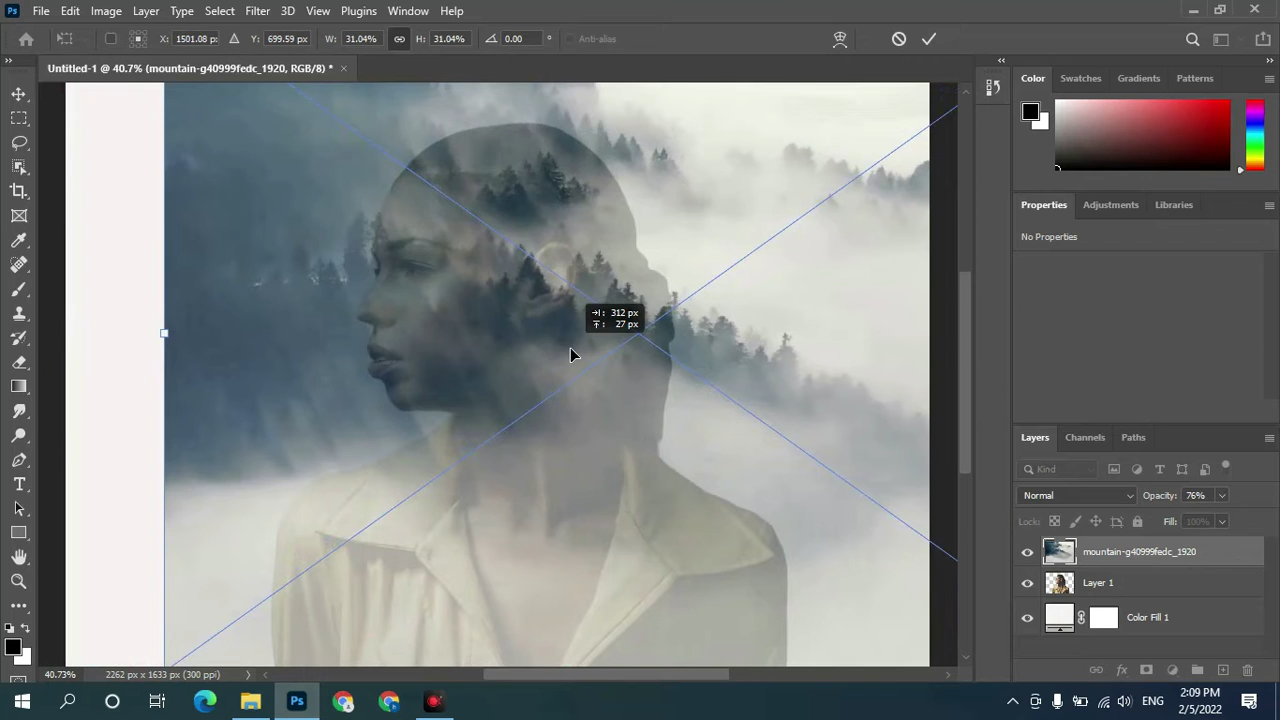 Ps File Edit Image Layer Type Select Filter 3D View Plugins Window Help
X: 1501.08 px Y: 699.59 px W: 31.04% H: 31.04% 0.00 ° Anti-alias
Untitled-1 @ 40.7% (mountain-g40999fedc_1920, RGB/8) * ×
Color Swatches Gradients Patterns
Properties Adjustments Libraries
No Properties
312 px
27 px
Layers Channels Paths
Kind
Normal Opacity: 76%
Lock: Fill: 100%
mountain-g40999fedc_1920
Layer 1
Color Fill 1
40.73% 2262 px x 1633 px (300 ppi)
Ps ENG 2:09 PM
2/5/2022